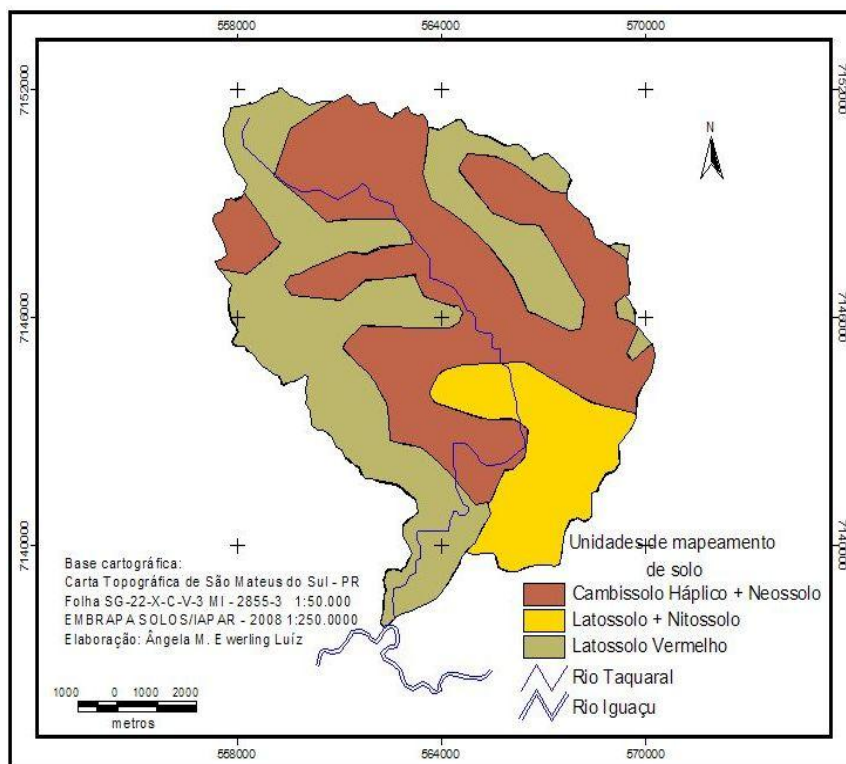 558000 564000 570000
7152000 7152000
N
7146000 7146000
7140000 7140000
Unidades de mapeamento
de solo
Cambissolo Háplico + Neossolo
Latossolo + Nitossolo
Latossolo Vermelho
Rio Taquaral
Rio Iguaçu
Base cartográfica:
Carta Topográfica de São Mateus do Sul - PR
Folha SG-22-X-C-V-3 MI - 2855-3 1:50.000
EMBRAPA SOLOS/IAPAR - 2008 1:250.0000
Elaboração: Ângela M. Ewerling Luíz
1000 0 1000 2000
metros
558000 564000 570000